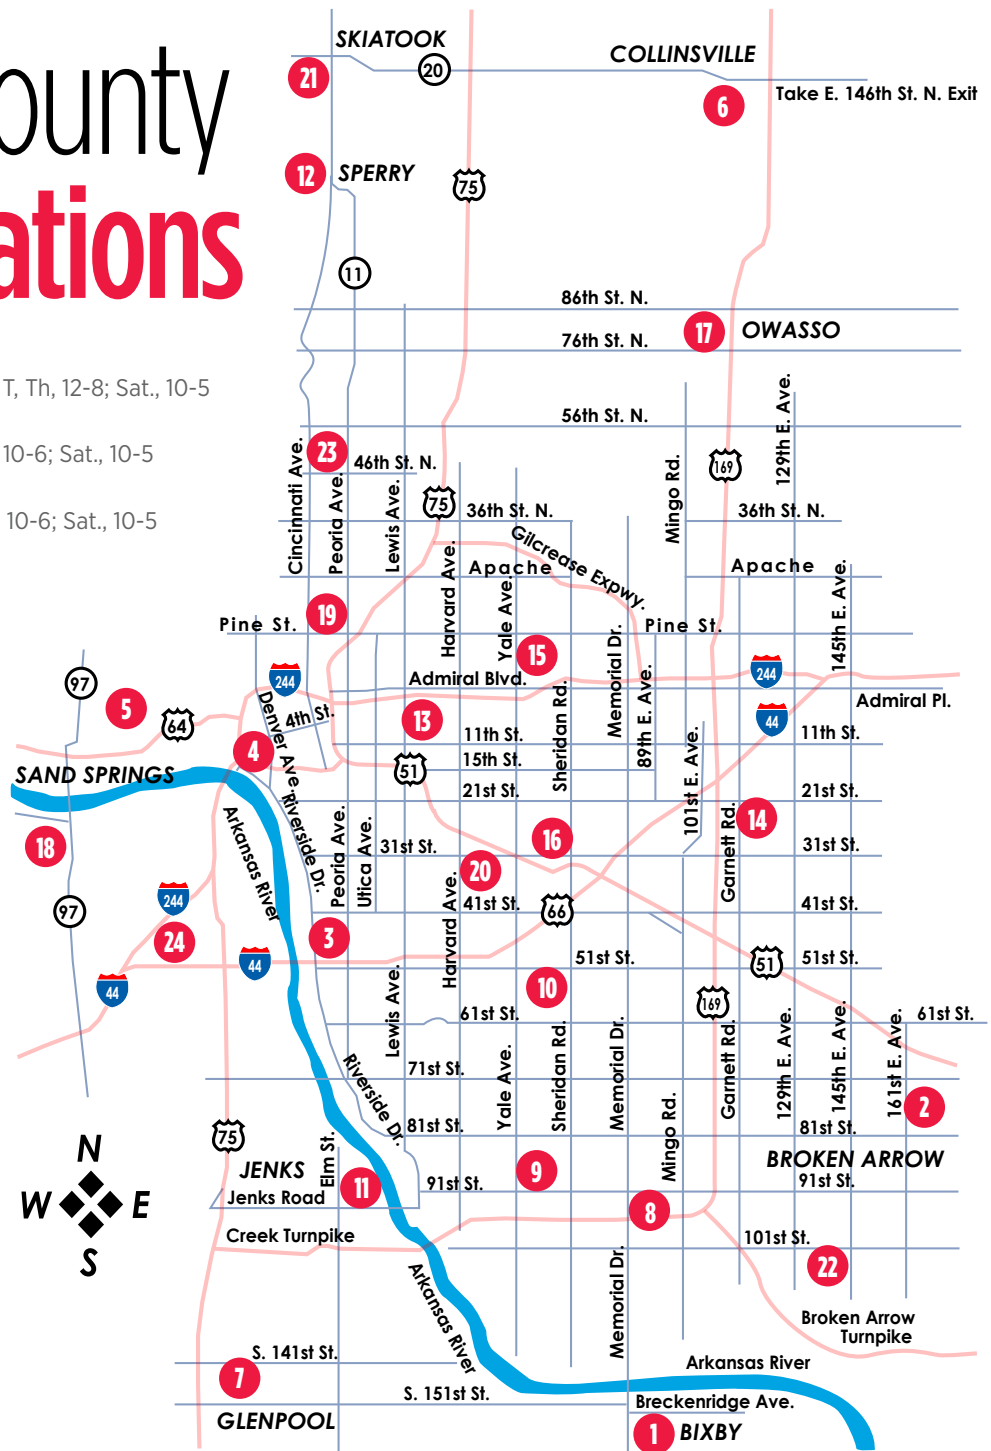 ounty
ations
T, Th, 12-8; Sat., 10-5
10-6; Sat., 10-5
10-6; Sat., 10-5
SKIATOOK
COLLINSVILLE
20
21
6
Take E. 146th St. N. Exit
12
SPERRY
75
11
86th St. N.
17
OWASSO
76th St. N.
129th E. Ave.
56th St. N.
Cincinnati Ave.
23
46th St. N.
Peoria Ave.
Lewis Ave.
Mingo Rd.
169
75
36th St. N.
36th St. N.
Gilcrease Expwy.
Harvard Ave.
Apache
Apache
Yale Ave.
145th E. Ave.
19
Pine St.
Pine St.
Memorial Dr.
15
97
244
Admiral Blvd.
244
Sheridan Rd.
89th E. Ave.
Admiral Pl.
5
64
Denver Ave.
4th St.
13
44
11th St.
11th St.
101st E. Ave.
4
15th St.
51
SAND SPRINGS
21st St.
21st St.
Riverside Dr.
Arkansas River
Peoria Ave.
Utica Ave.
Garnett Rd.
14
16
18
31st St.
31st St.
20
Harvard Ave.
244
97
41st St.
66
41st St.
24
3
44
51st St.
51
51st St.
44
10
Lewis Ave.
169
61st St.
61st St.
Yale Ave.
Sheridan Rd.
Memorial Dr.
Garnett Rd.
129th E. Ave.
145th E. Ave.
161st E. Ave.
Riverside Dr.
71st St.
2
Mingo Rd.
75
81st St.
81st St.
N
W
E
S
JENKS
Elm St.
BROKEN ARROW
11
9
91st St.
91st St.
Jenks Road
8
Creek Turnpike
101st St.
22
Arkansas River
Memorial Dr.
Broken Arrow
Turnpike
S. 141st St.
Arkansas River
7
S. 151st St.
Breckenridge Ave.
GLENPOOL
1
BIXBY